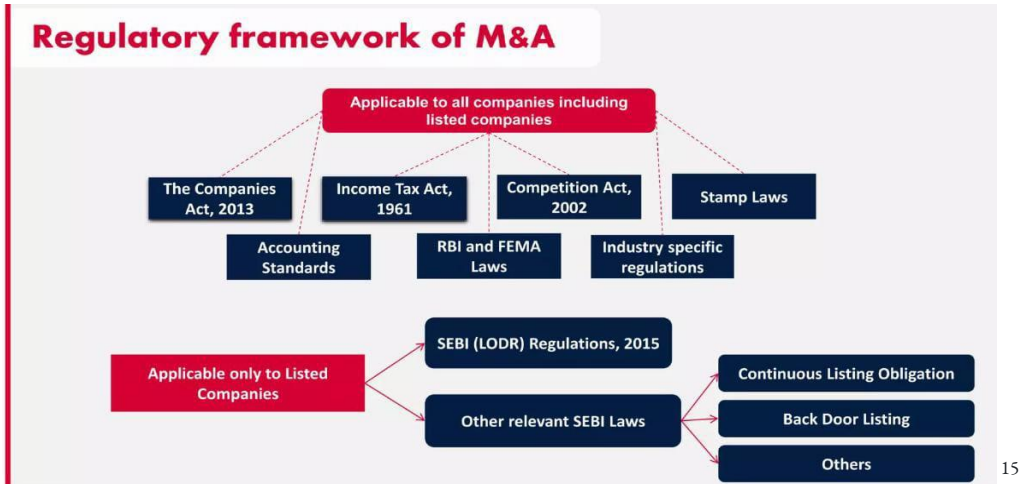 Regulatory framework of M&A
Applicable to all companies including
listed companies
The Companies
Act, 2013
Income Tax Act,
1961
Competition Act,
2002
Stamp Laws
Accounting
Standards
RBI and FEMA
Laws
Industry specific
regulations
Applicable only to Listed
Companies
SEBI (LODR) Regulations, 2015
Other relevant SEBI Laws
Continuous Listing Obligation
Back Door Listing
Others
15